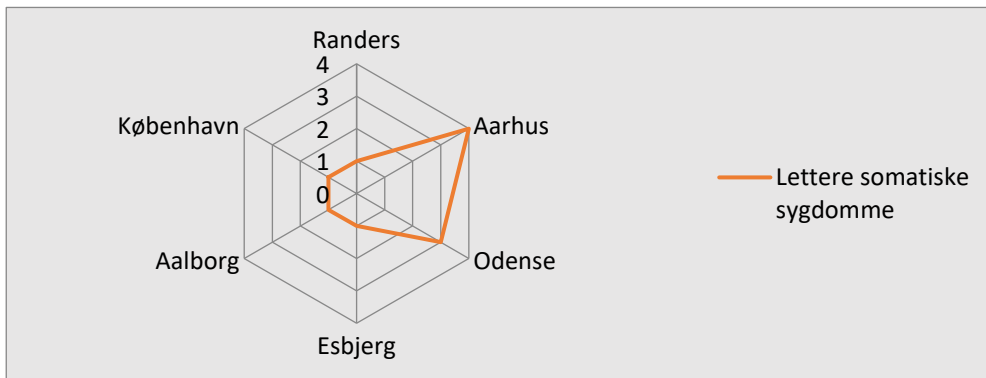 Randers
4
3
2
1
0
Aarhus
Odense
Esbjerg
Aalborg
København
Lettere somatiske
sygdomme